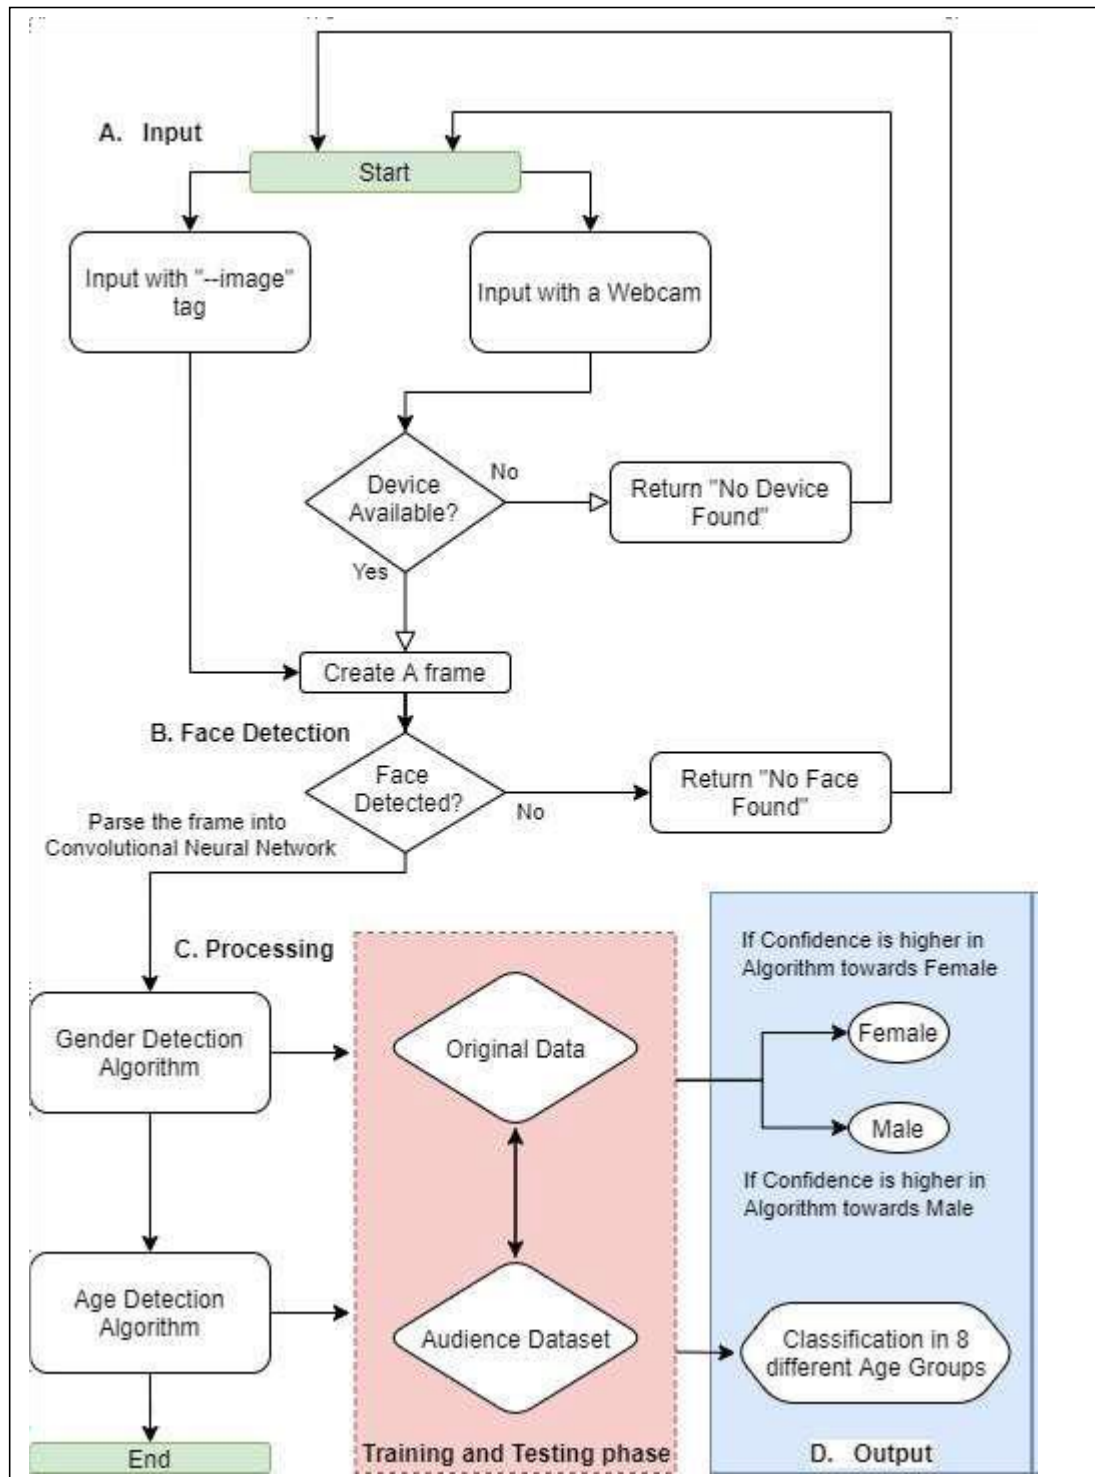 A. Input
Start
Input with "--image"
tag
Input with a Webcam
Device
Available?
No
Return "No Device
Found"
Yes
Create A frame
B. Face Detection
Face
Detected?
No
Return "No Face
Found"
Parse the frame into
Convolutional Neural Network
C. Processing
Gender Detection
Algorithm
Original Data
If Confidence is higher in
Algorithm towards Female
Female
Male
If Confidence is higher in
Algorithm towards Male
Age Detection
Algorithm
Audience Dataset
Classification in 8
different Age Groups
End
Training and Testing phase
D. Output